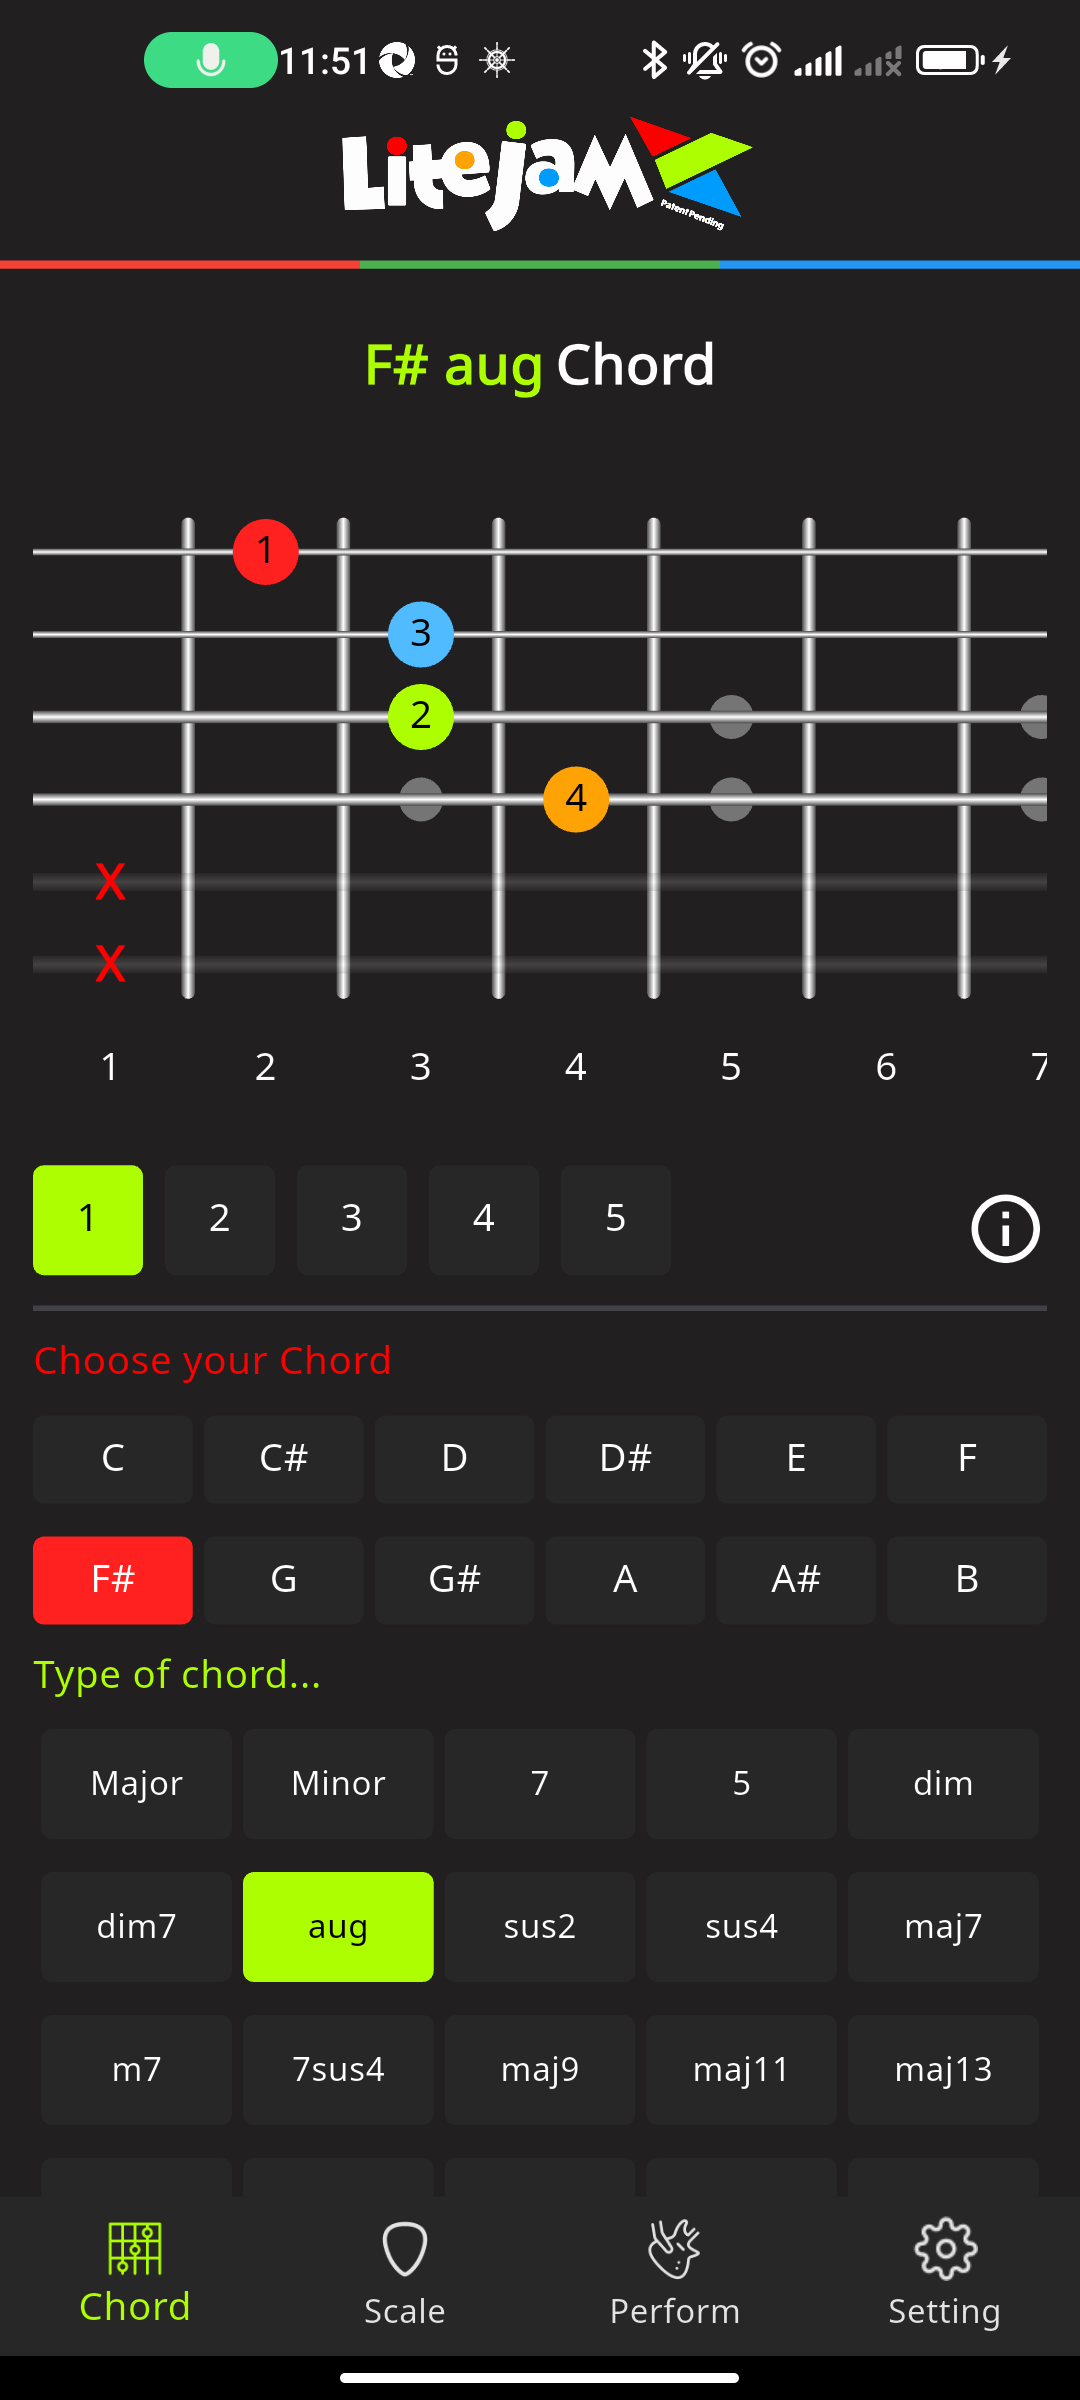 11:51
Litejam
Patent Pending
F# aug Chord
1
3
2
4
X
X
1 2 3 4 5 6 7
1 2 3 4 5
Choose your Chord
C C# D D# E F
F# G G# A A# B
Type of chord...
Major Minor 7 5 dim
dim7 aug sus2 sus4 maj7
m7 7sus4 maj9 maj11 maj13
Chord Scale Perform Setting